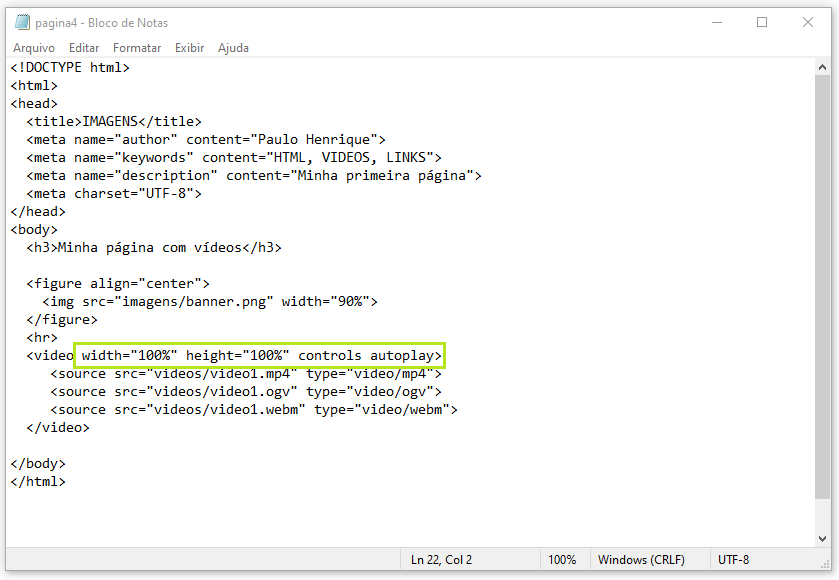 pagina4 - Bloco de Notas
Arquivo Editar Formatar Exibir Ajuda
<!DOCTYPE html>
<html>
<head>
  <title>IMAGENS</title>
  <meta name="author" content="Paulo Henrique">
  <meta name="keywords" content="HTML, VIDEOS, LINKS">
  <meta name="description" content="Minha primeira página">
  <meta charset="UTF-8">
</head>
<body>
  <h3>Minha página com vídeos</h3>

  <figure align="center">
    <img src="imagens/banner.png" width="90%">
  </figure>
  <hr>
  <video width="100%" height="100%" controls autoplay>
     <source src="videos/video1.mp4" type="video/mp4">
     <source src="videos/video1.ogv" type="video/ogv">
     <source src="videos/video1.webm" type="video/webm">
  </video>

</body>
</html>
Ln 22, Col 2 100% Windows (CRLF) UTF-8